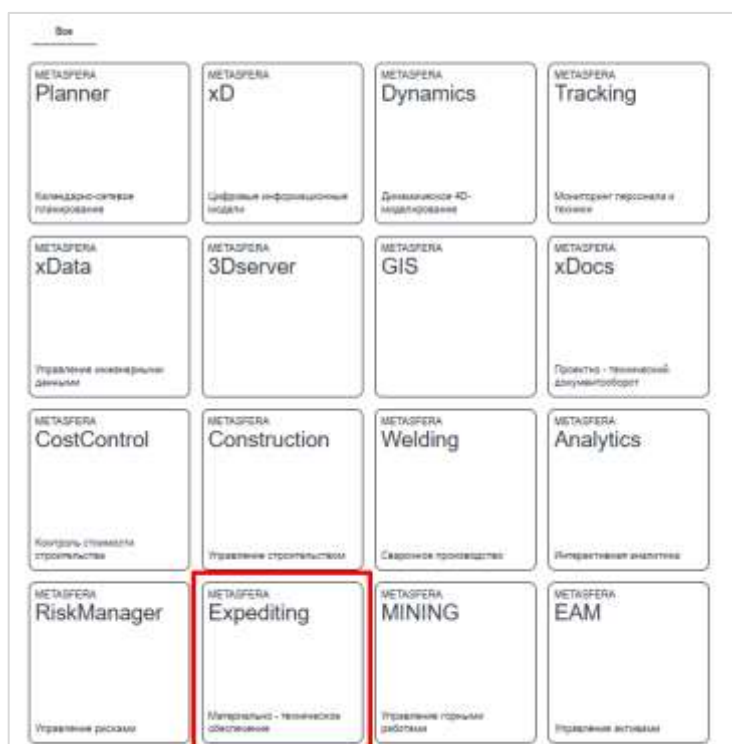 Все
METASFERA
Planner
Календарно-сетевое
планирование
METASFERA
xD
Цифровые информационные
модели
METASFERA
Dynamics
Динамическое 4D-
моделирование
METASFERA
Tracking
Мониторинг персонала и
техники
METASFERA
xData
Управление инженерными
данными
METASFERA
3Dserver
METASFERA
GIS
METASFERA
xDocs
Проектно - технический
документооборот
METASFERA
CostControl
Контроль стоимости
строительства
METASFERA
Construction
Управление строительством
METASFERA
Welding
Сварочное производство
METASFERA
Analytics
Интерактивная аналитика
METASFERA
RiskManager
Управление рисками
METASFERA
Expediting
Материально - техническое
обеспечение
METASFERA
MINING
Управление горными
работами
METASFERA
EAM
Управление активами